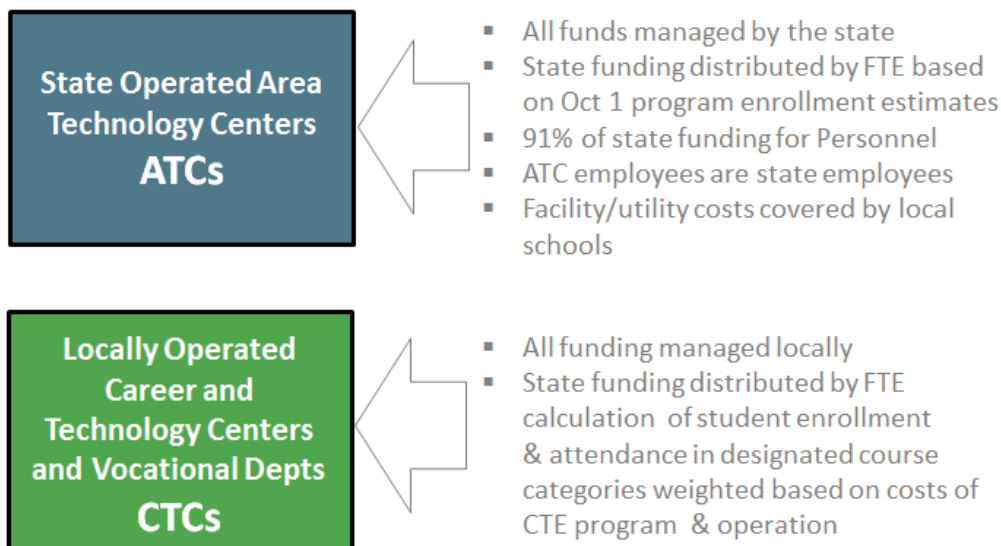 State Operated Area
Technology Centers
ATCs
▪ All funds managed by the state
▪ State funding distributed by FTE based
on Oct 1 program enrollment estimates
▪ 91% of state funding for Personnel
▪ ATC employees are state employees
▪ Facility/utility costs covered by local
schools
Locally Operated
Career and
Technology Centers
and Vocational Depts
CTCs
▪ All funding managed locally
▪ State funding distributed by FTE
calculation of student enrollment
& attendance in designated course
categories weighted based on costs of
CTE program & operation